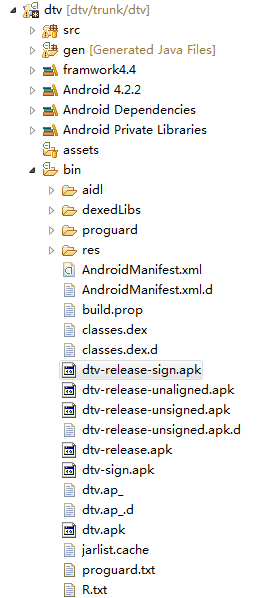 dtv [dtv/trunk/dtv]
src
gen [Generated Java Files]
framwork4.4
Android 4.2.2
Android Dependencies
Android Private Libraries
assets
bin
aidl
dexedLibs
proguard
res
AndroidManifest.xml
AndroidManifest.xml.d
build.prop
classes.dex
classes.dex.d
dtv-release-sign.apk
dtv-release-unaligned.apk
dtv-release-unsigned.apk
dtv-release-unsigned.apk.d
dtv-release.apk
dtv-sign.apk
dtv.ap_
dtv.ap_.d
dtv.apk
jarlist.cache
proguard.txt
R.txt